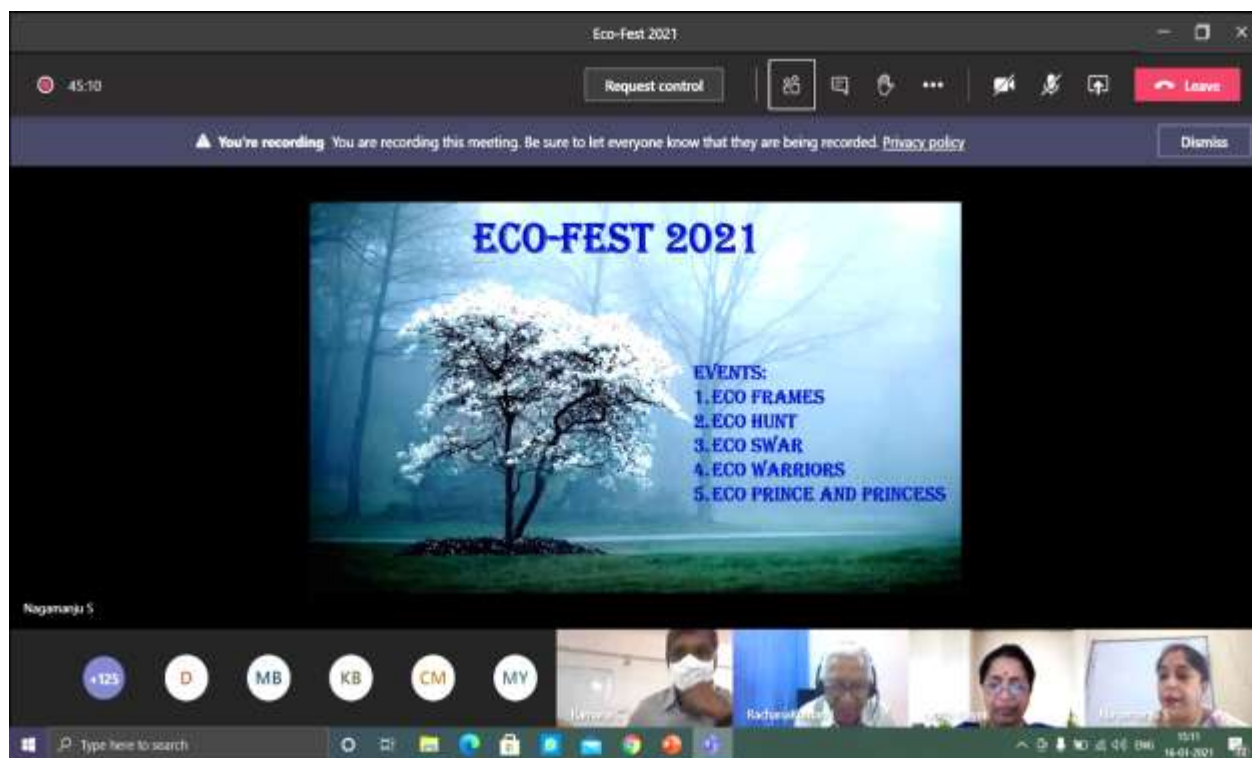 Eco-Fest 2021
45:10
Request control
Leave
You're recording You are recording this meeting. Be sure to let everyone know that they are being recorded. Privacy policy
Dismiss
ECO-FEST 2021
EVENTS:
1. ECO FRAMES
2. ECO HUNT
3. ECO SWAR
4. ECO WARRIORS
5. ECO PRINCE AND PRINCESS
Nagamanju S
+125
D
MB
KB
CM
MY
Type here to search
ENG
15:11
16-01-2021